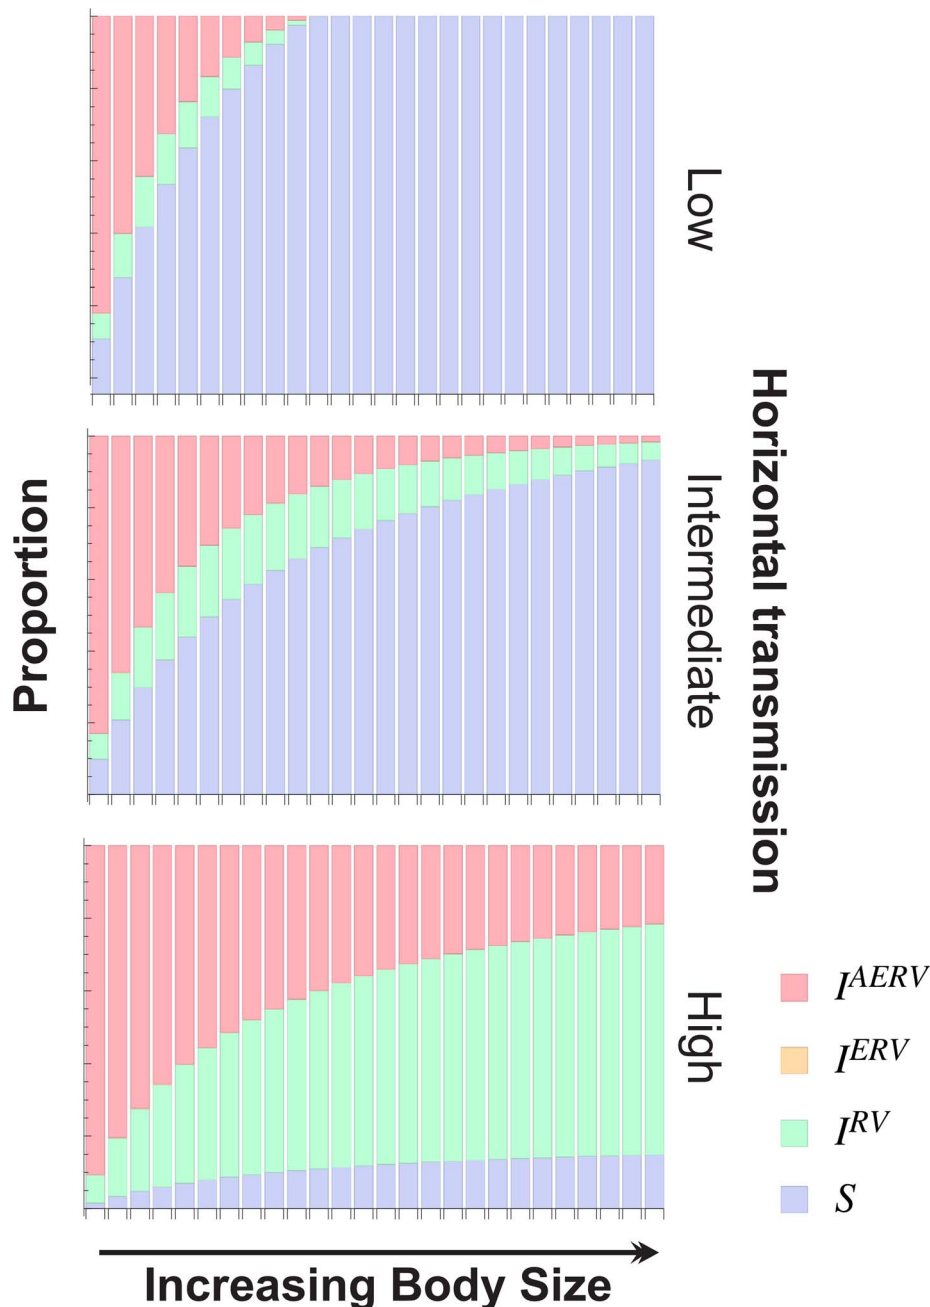 Proportion
Low
Intermediate
High
Horizontal transmission
I^AERV
I^ERV
I^RV
S
Increasing Body Size